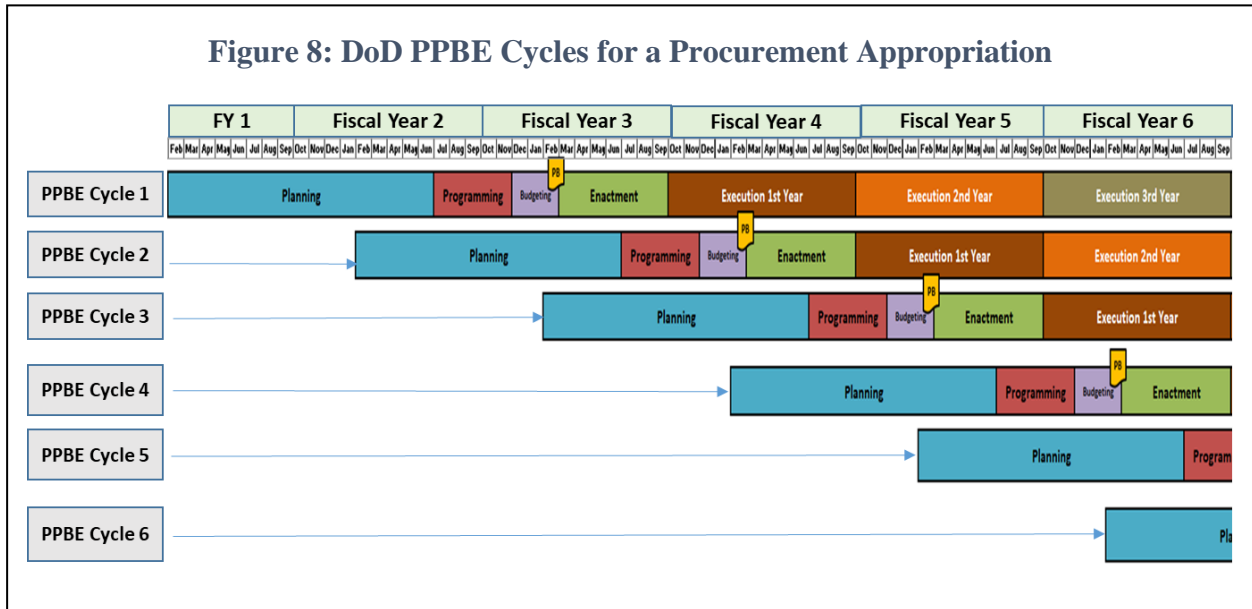 Figure 8: DoD PPBE Cycles for a Procurement Appropriation
FY 1 Fiscal Year 2 Fiscal Year 3 Fiscal Year 4 Fiscal Year 5 Fiscal Year 6
Feb Mar Apr May Jun Jul Aug Sep Oct Nov Dec Jan Feb Mar Apr May Jun Jul Aug Sep Oct Nov Dec Jan Feb Mar Apr May Jun Jul Aug Sep Oct Nov Dec Jan Feb Mar Apr May Jun Jul Aug Sep Oct Nov Dec Jan Feb Mar Apr May Jun Jul Aug Sep Oct Nov Dec Jan Feb Mar Apr May Jun Jul Aug Sep
PB
PPBE Cycle 1 Planning Programming Budgeting Enactment Execution 1st Year Execution 2nd Year Execution 3rd Year
PB
PPBE Cycle 2 Planning Programming Budgeting Enactment Execution 1st Year Execution 2nd Year
PB
PPBE Cycle 3 Planning Programming Budgeting Enactment Execution 1st Year
PB
PPBE Cycle 4 Planning Programming Budgeting Enactment
PPBE Cycle 5 Planning Program
PPBE Cycle 6 Pla